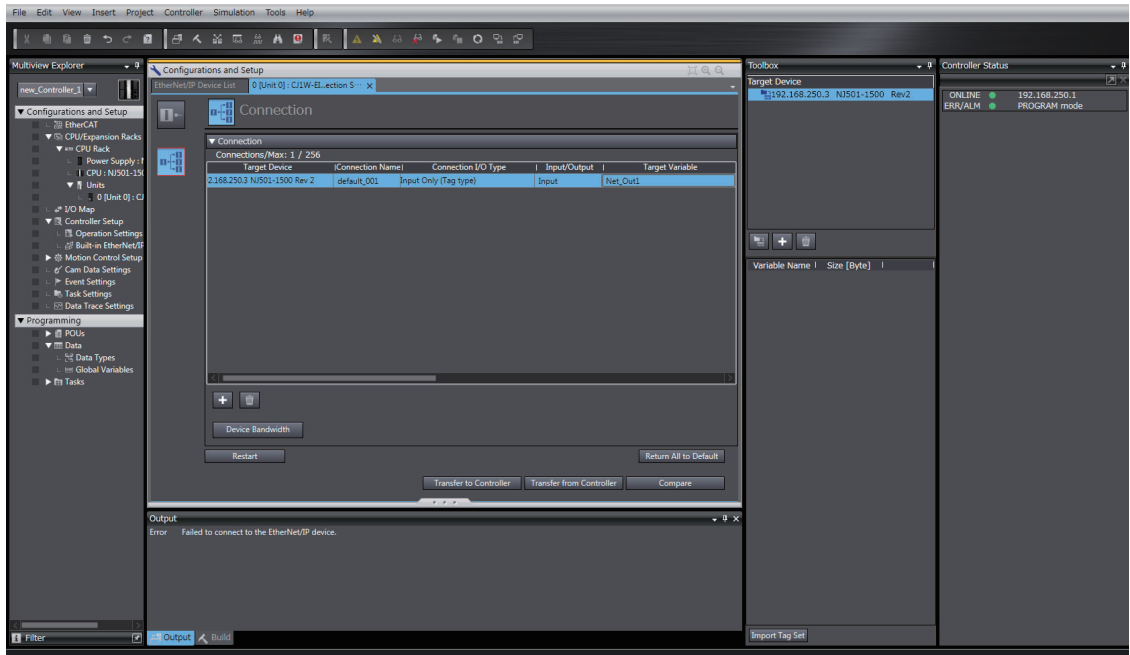 File Edit View Insert Project Controller Simulation Tools Help
Multiview Explorer
new_Controller_1
Configurations and Setup
EtherCAT
CPU/Expansion Racks
CPU Rack
Power Supply : N
CPU : NJ501-150
Units
0 [Unit 0] : CJ
I/O Map
Controller Setup
Operation Settings
Built-in EtherNet/IP
Motion Control Setup
Cam Data Settings
Event Settings
Task Settings
Data Trace Settings
Programming
POUs
Data
Data Types
Global Variables
Tasks
Filter
Configurations and Setup
EtherNet/IP Device List 0 [Unit 0] : CJ1W-EI...ection S...
Connection
Connection
Connections/Max: 1 / 256
Target Device Connection Name Connection I/O Type Input/Output Target Variable
2.168.250.3 NJ501-1500 Rev 2 default_001 Input Only (Tag type) Input Net_Out1
Device Bandwidth
Restart Return All to Default
Transfer to Controller Transfer from Controller Compare
Output
Error Failed to connect to the EtherNet/IP device.
Output Build
Toolbox
Target Device
192.168.250.3 NJ501-1500 Rev2
Variable Name Size [Byte]
Import Tag Set
Controller Status
ONLINE 192.168.250.1
ERR/ALM PROGRAM mode